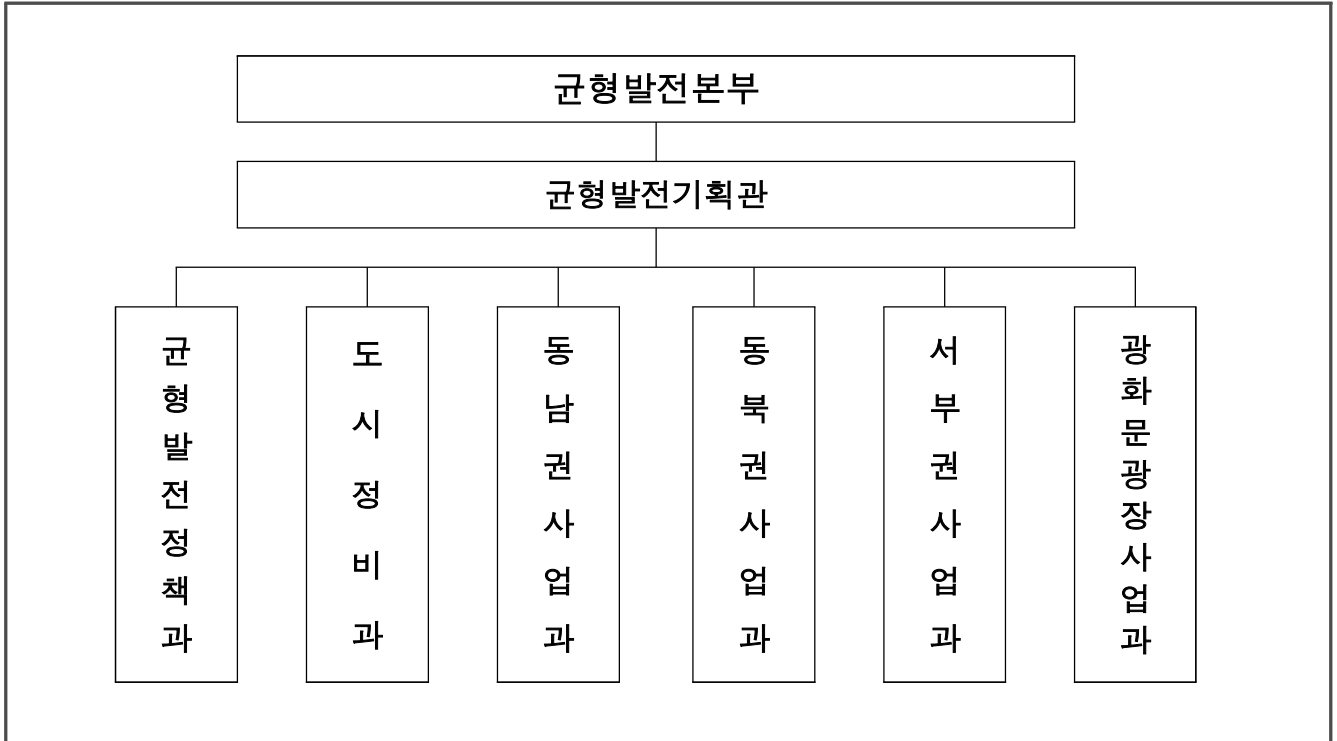 균형발전본부
균형발전기획관
균형발전정책과
도시정비과
동남권사업과
동북권사업과
서부권사업과
광화문광장사업과